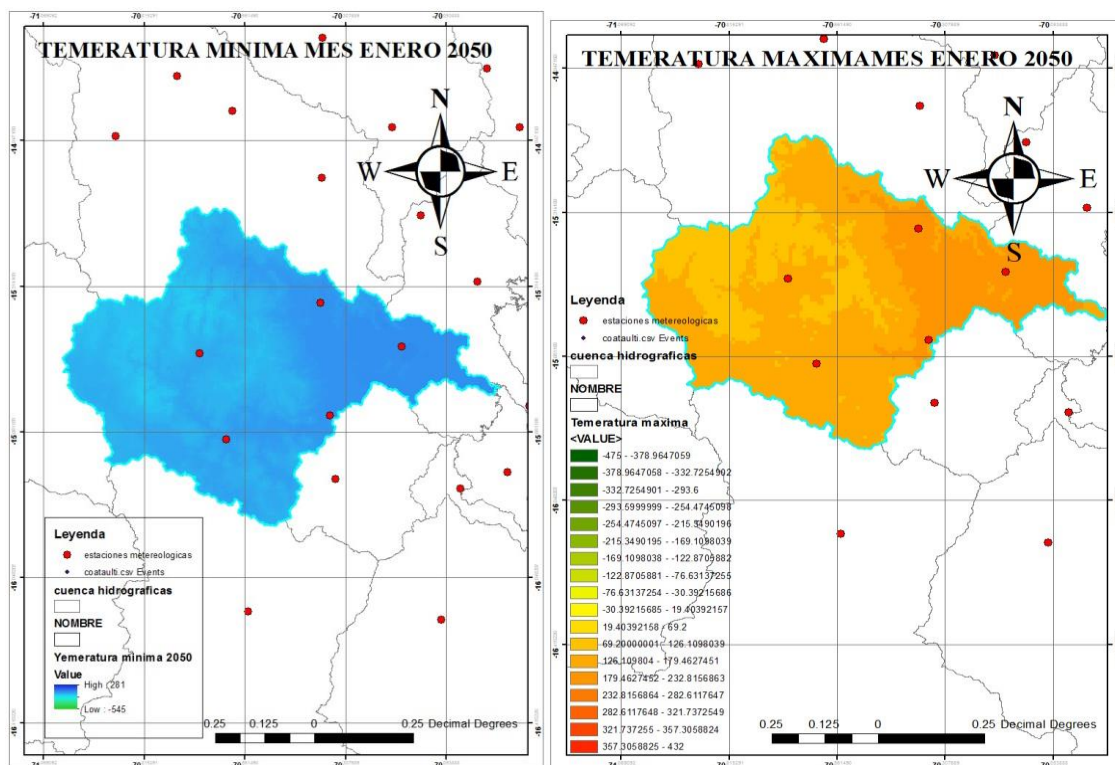 TEMERATURA MINIMA MES ENERO 2050
N
W E
S
Leyenda
estaciones metereologicas
coataulti.csv Events
cuenca hidrograficas
NOMBRE
Yemeratura minima 2050
Value
High : 281
Low : -545
0.25 0.125 0 0.25 Decimal Degrees
TEMERATURA MAXIMAMES ENERO 2050
N
W E
S
Leyenda
estaciones metereologicas
coataulti.csv Events
cuenca hidrograficas
NOMBRE
Temeratura maxima
<VALUE>
-475 - -378.9647059
-378.9647058 - -332.7254902
-332.7254901 - -293.6
-293.5999999 - -254.4745098
-254.4745097 - -215.3490196
-215.3490195 - -169.1098039
-169.1098038 - -122.8705882
-122.8705881 - -76.63137255
-76.63137254 - -30.39215686
-30.39215685 - 19.40392157
19.40392158 - 69.2
69.20000001 - 126.1098039
126.109804 - 179.4627451
179.4627452 - 232.8156863
232.8156864 - 282.6117647
282.6117648 - 321.7372549
321.737255 - 357.3058824
357.3058825 - 432
0.25 0.125 0 0.25 Decimal Degrees